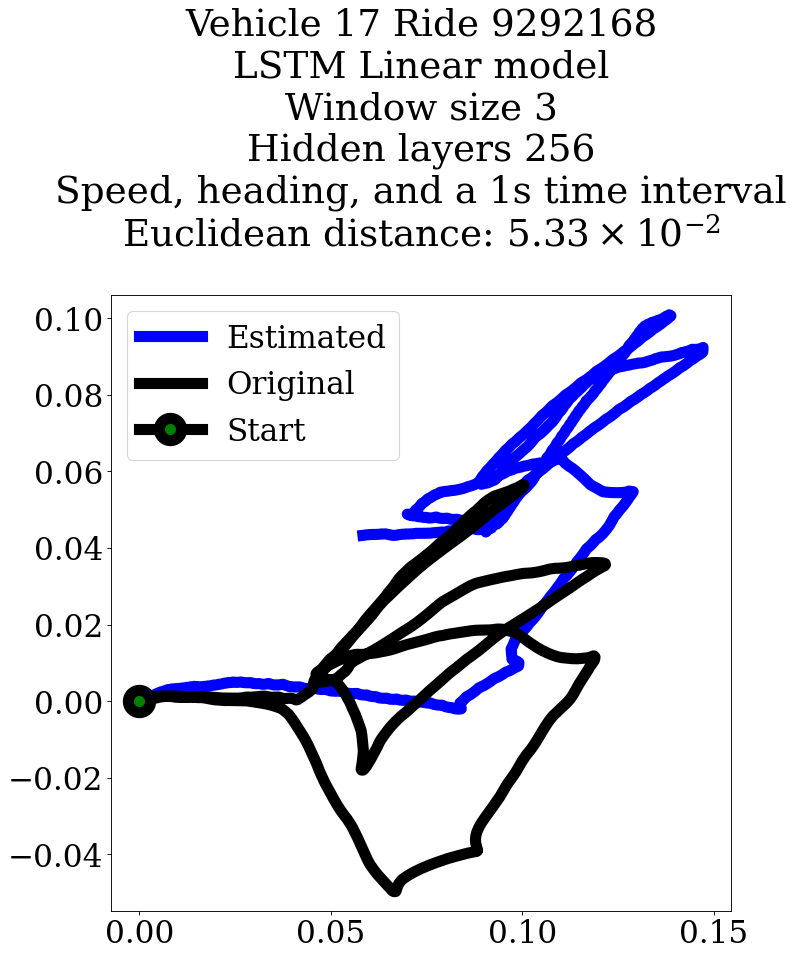 Vehicle 17 Ride 9292168
LSTM Linear model
Window size 3
Hidden layers 256
Speed, heading, and a 1s time interval
Euclidean distance: 5.33 × 10⁻²
Estimated
Original
Start
0.10
0.08
0.06
0.04
0.02
0.00
−0.02
−0.04
0.00 0.05 0.10 0.15